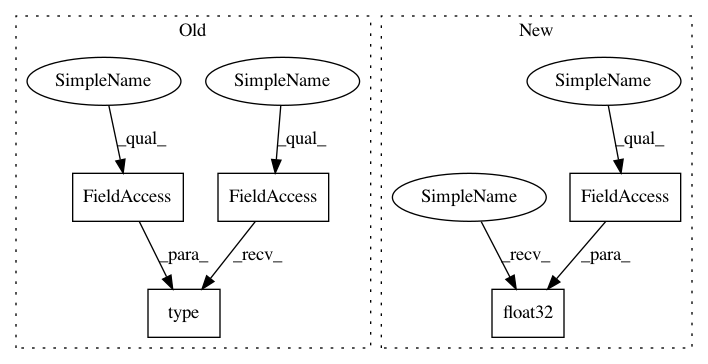 Old
New
SimpleName
SimpleName
SimpleName
_qual_
_qual_
_qual_
FieldAccess
FieldAccess
SimpleName
FieldAccess
_para_
_recv_
_recv_
_para_
type
float32